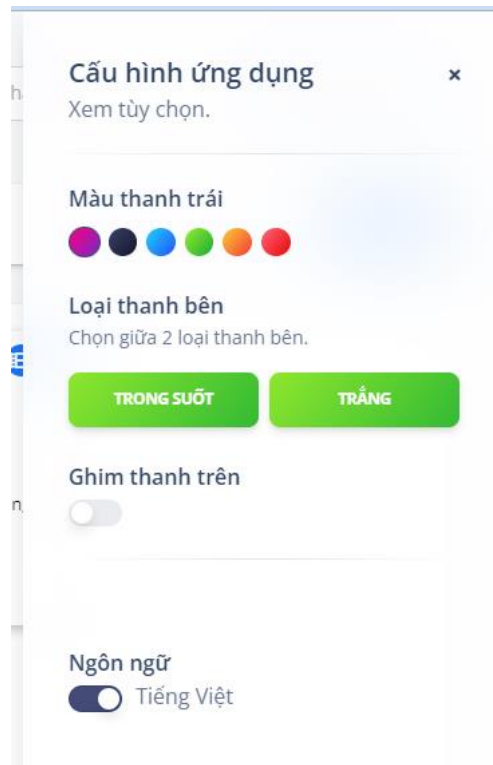 Cấu hình ứng dụng
×
Xem tùy chọn.
Màu thanh trái
Loại thanh bên
Chọn giữa 2 loại thanh bên.
TRONG SUỐT
TRẮNG
Ghim thanh trên
Ngôn ngữ
Tiếng Việt